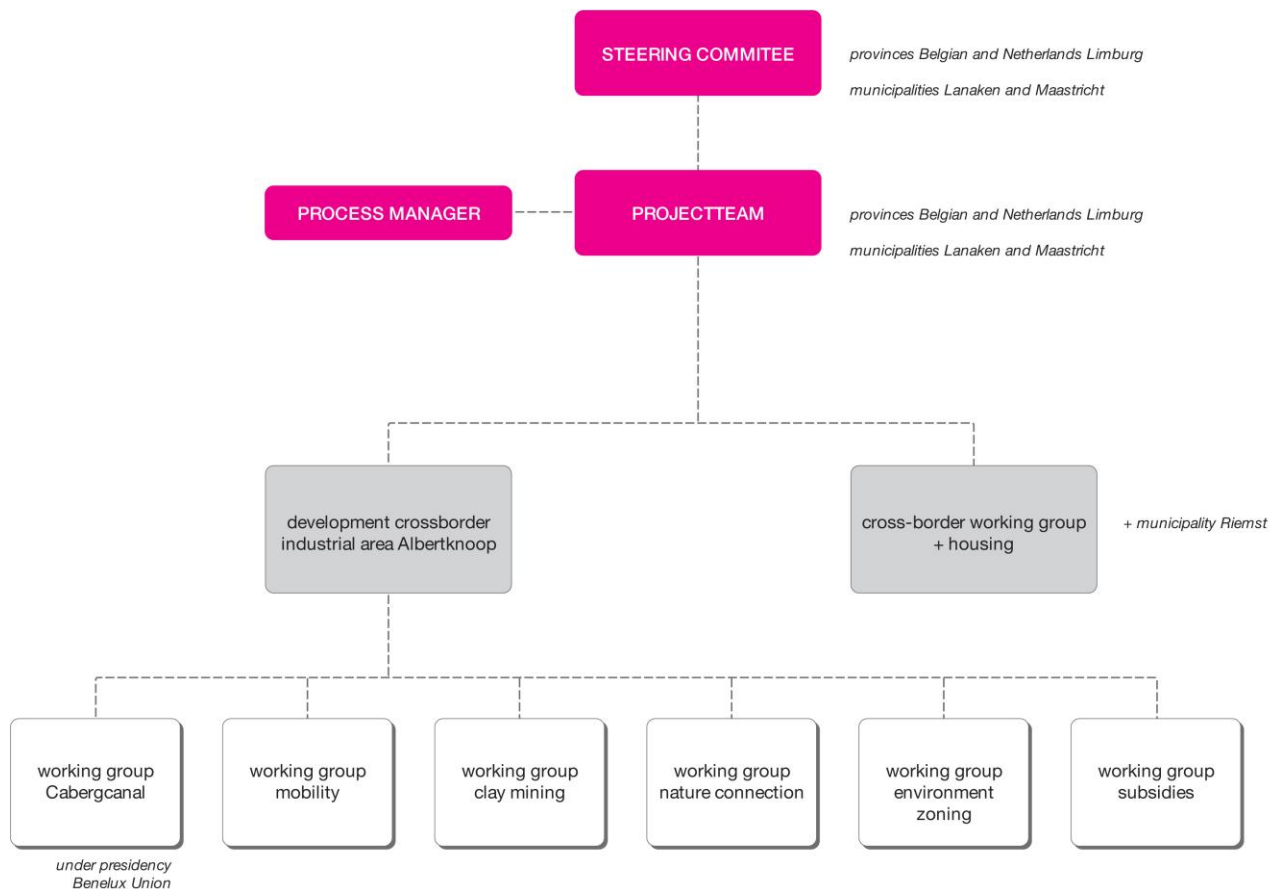 STEERING COMMITEE
provinces Belgian and Netherlands Limburg
municipalities Lanaken and Maastricht
PROCESS MANAGER
PROJECTTEAM
provinces Belgian and Netherlands Limburg
municipalities Lanaken and Maastricht
development crossborder
industrial area Albertknoop
cross-border working group
+ housing
+ municipality Riemst
working group
Cabergcanal
working group
mobility
working group
clay mining
working group
nature connection
working group
environment
zoning
working group
subsidies
under presidency
Benelux Union